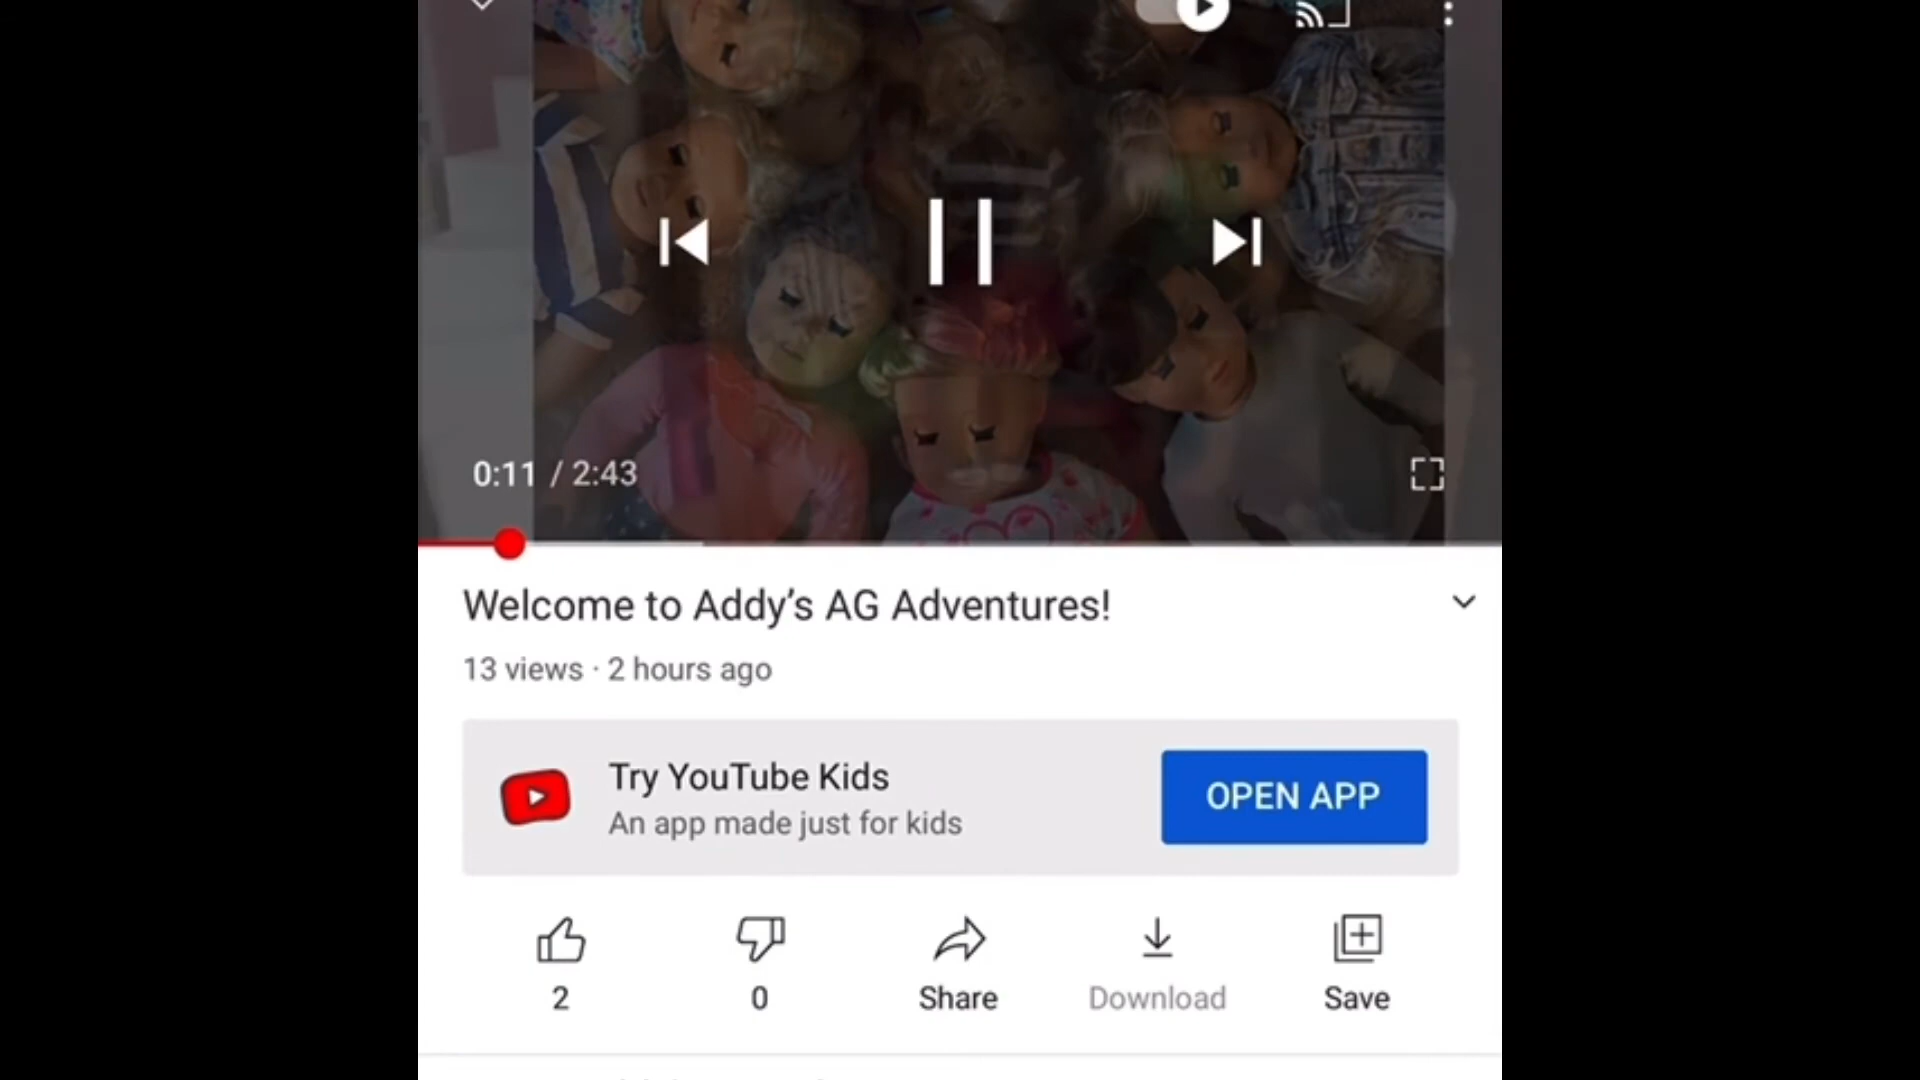 0:11 / 2:43
Welcome to Addy’s AG Adventures!
13 views · 2 hours ago
Try YouTube Kids
An app made just for kids
OPEN APP
2
0
Share
Download
Save